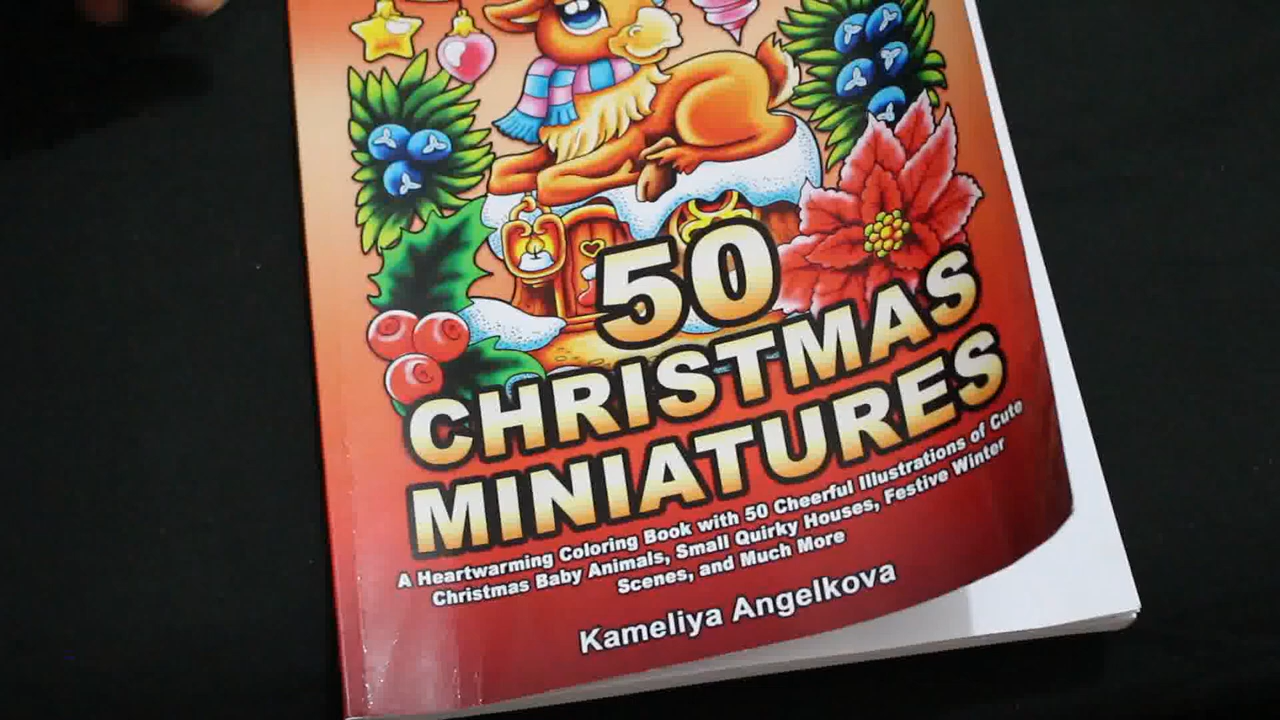 50
CHRISTMAS
MINIATURES
A Heartwarming Coloring Book with 50 Cheerful Illustrations of Cute
Christmas Baby Animals, Small Quirky Houses, Festive Winter
Scenes, and Much More
Kameliya Angelkova